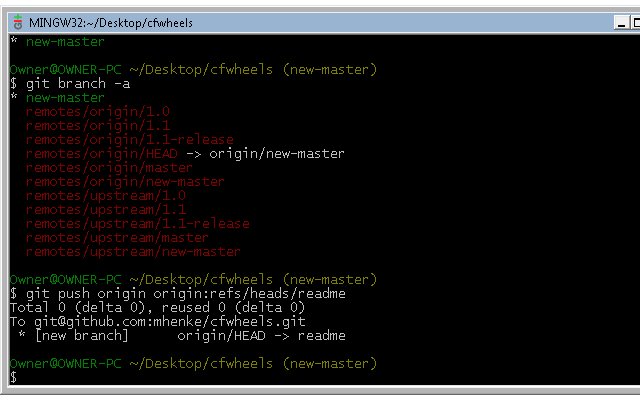 MINGW32:~/Desktop/cfwheels
* new-master
Owner@OWNER-PC ~/Desktop/cfwheels (new-master)
$ git branch -a
* new-master
remotes/origin/1.0
remotes/origin/1.1
remotes/origin/1.1-release
remotes/origin/HEAD -> origin/new-master
remotes/origin/master
remotes/origin/new-master
remotes/upstream/1.0
remotes/upstream/1.1
remotes/upstream/1.1-release
remotes/upstream/master
remotes/upstream/new-master
Owner@OWNER-PC ~/Desktop/cfwheels (new-master)
$ git push origin origin:refs/heads/readme
Total 0 (delta 0), reused 0 (delta 0)
To git@github.com:mhenke/cfwheels.git
* [new branch]      origin/HEAD -> readme
Owner@OWNER-PC ~/Desktop/cfwheels (new-master)
$